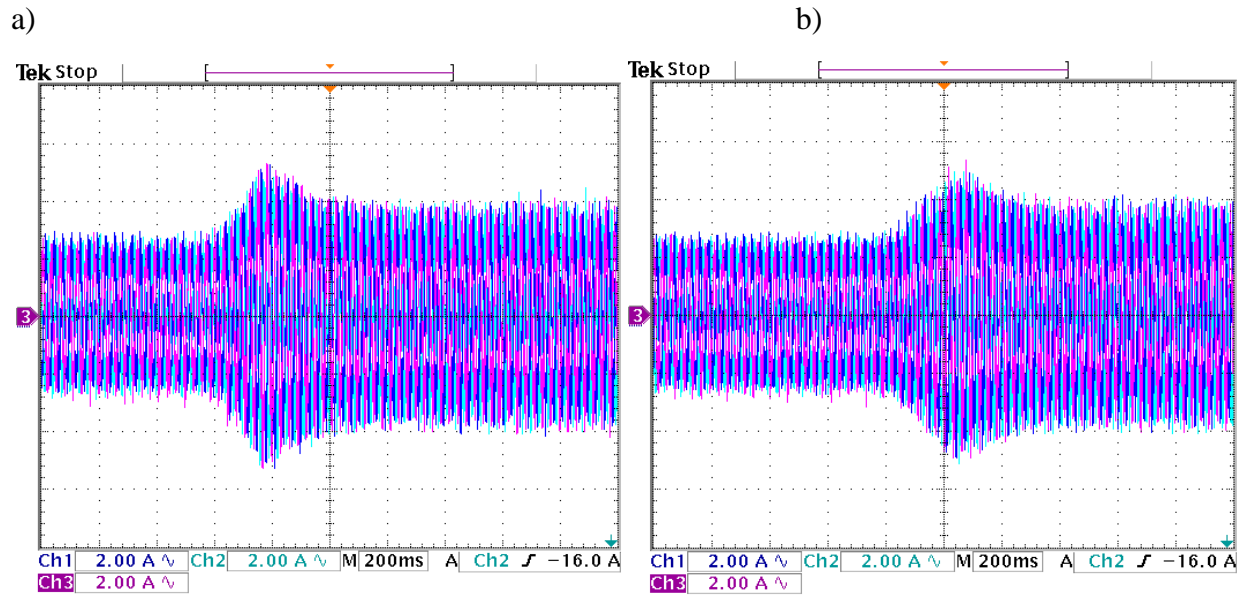 a)
b)
Tek Stop
3
Ch1 2.00 A ∿ Ch2 2.00 A ∿ M 200ms A Ch2 ƒ −16.0 A
Ch3 2.00 A ∿
Tek Stop
3
Ch1 2.00 A ∿ Ch2 2.00 A ∿ M 200ms A Ch2 ƒ −16.0 A
Ch3 2.00 A ∿